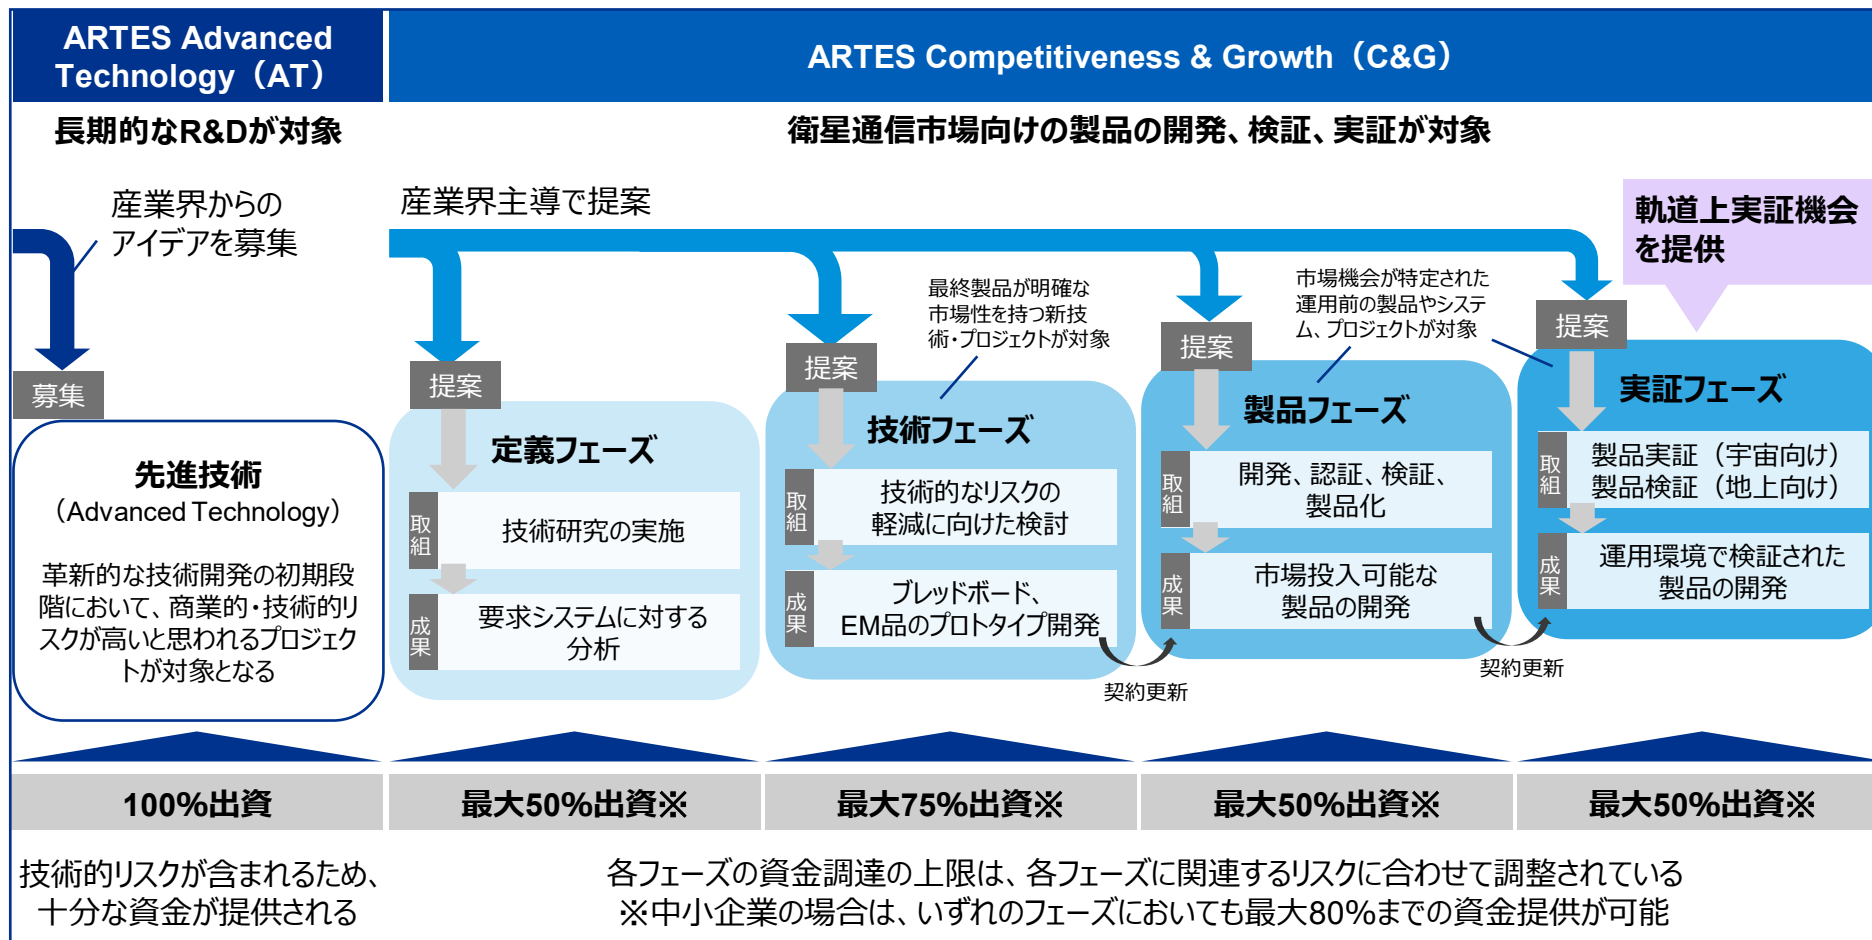 ARTES Advanced
Technology（AT）
ARTES Competitiveness & Growth（C&G）
長期的なR&Dが対象
衛星通信市場向けの製品の開発、検証、実証が対象
産業界からの
アイデアを募集
募集
先進技術
（Advanced Technology）
革新的な技術開発の初期段
階において、商業的・技術的リ
スクが高いと思われるプロジェク
トが対象となる
産業界主導で提案
提案
定義フェーズ
取組
技術研究の実施
成果
要求システムに対する
分析
最終製品が明確な
市場性を持つ新技
術・プロジェクトが対象
提案
技術フェーズ
取組
技術的なリスクの
軽減に向けた検討
成果
ブレッドボード、
EM品のプロトタイプ開発
契約更新
市場機会が特定された
運用前の製品やシステ
ム、プロジェクトが対象
提案
製品フェーズ
取組
開発、認証、検証、
製品化
成果
市場投入可能な
製品の開発
契約更新
軌道上実証機会
を提供
提案
実証フェーズ
取組
製品実証（宇宙向け）
製品検証（地上向け）
成果
運用環境で検証された
製品の開発
100%出資
最大50%出資※
最大75%出資※
最大50%出資※
最大50%出資※
技術的リスクが含まれるため、
十分な資金が提供される
各フェーズの資金調達の上限は、各フェーズに関連するリスクに合わせて調整されている
※中小企業の場合は、いずれのフェーズにおいても最大80%までの資金提供が可能